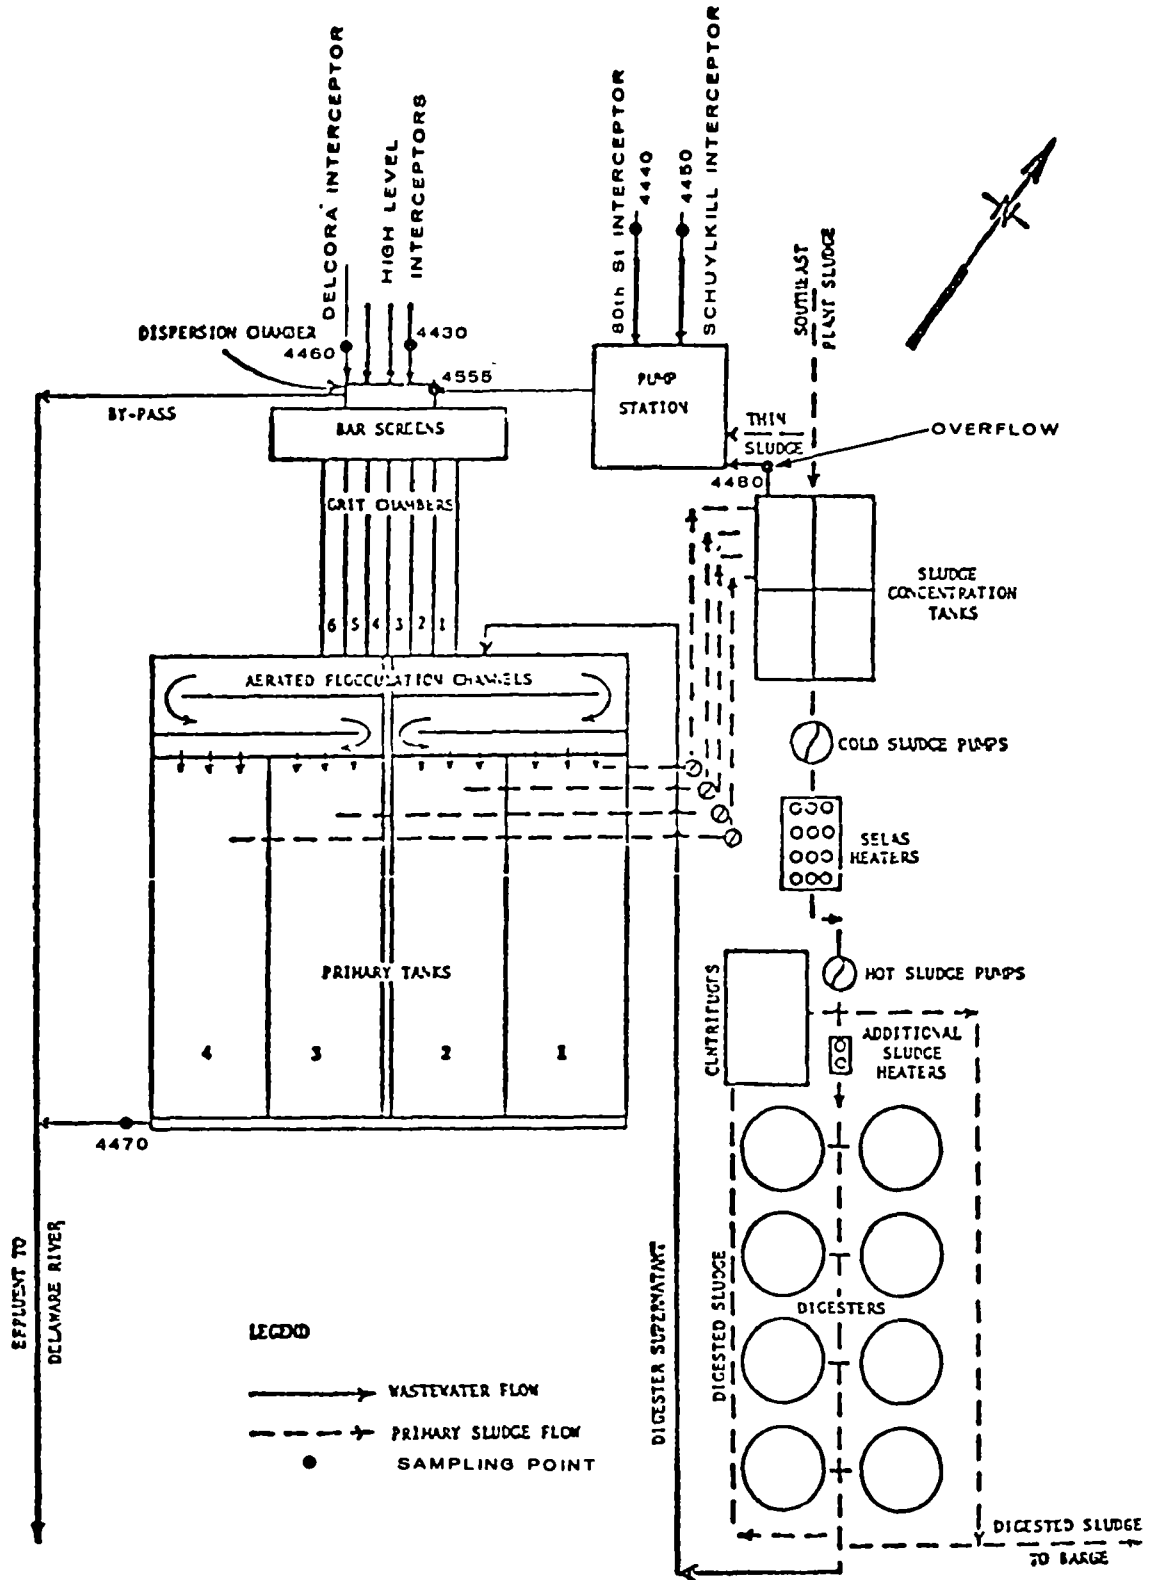 DELCORA INTERCEPTOR
HIGH LEVEL
INTERCEPTORS
80th St INTERCEPTOR
4440
4450
SCHUYLKILL INTERCEPTOR
SOUTHEAST
PLANT SLUDGE
DISPERSION CHAMBER
4460
4430
4555
BY-PASS
BAR SCREENS
PUMP
STATION
THIN
SLUDGE
OVERFLOW
4480
GRIT CHAMBERS
SLUDGE
CONCENTRATION
TANKS
6 5 4 3 2 1
AERATED FLOCCULATION CHANNELS
COLD SLUDGE PUMPS
SELAS
HEATERS
PRIMARY TANKS
HOT SLUDGE PUMPS
CENTRIFUGES
ADDITIONAL
SLUDGE
HEATERS
4 3 2 1
4470
EFFLUENT TO
DELAWARE RIVER
DIGESTER SUPERNATANT
DIGESTED SLUDGE
DIGESTERS
LEGEND
WASTEWATER FLOW
PRIMARY SLUDGE FLOW
SAMPLING POINT
DIGESTED SLUDGE
TO BARGE